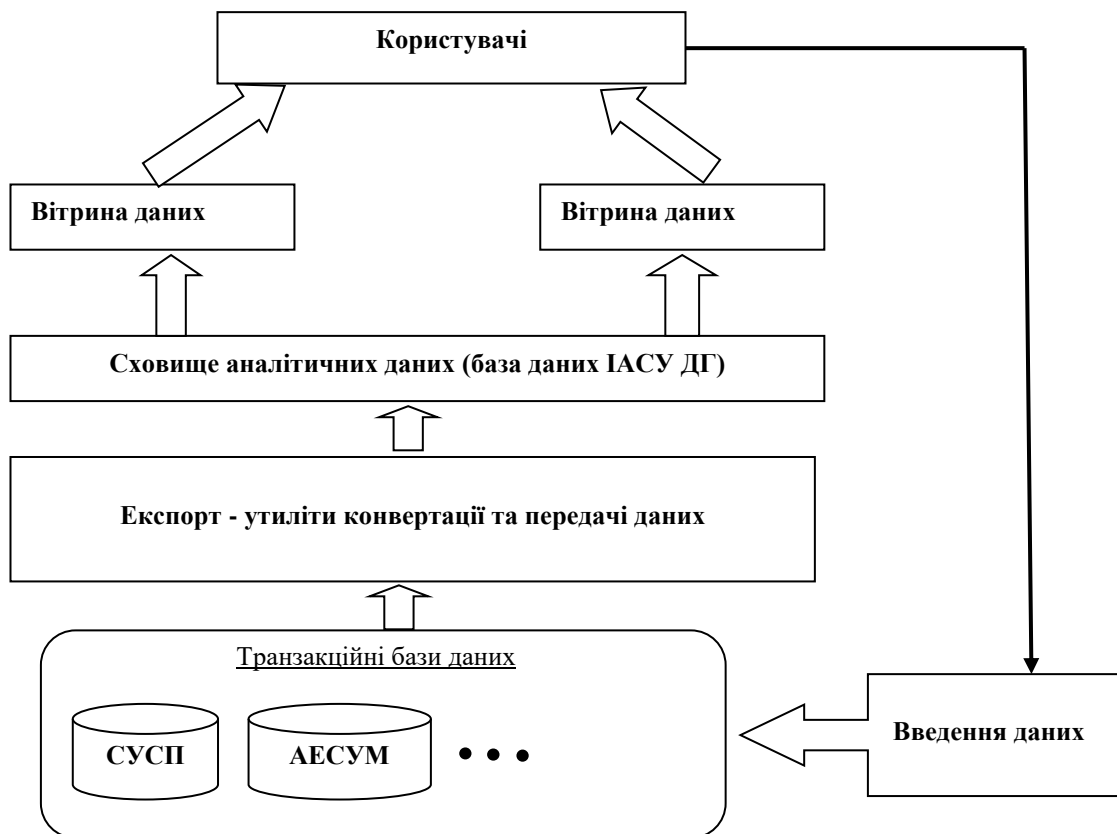 Користувачі
Вітрина даних
Вітрина даних
Сховище аналітичних даних (база даних ІАСУ ДГ)
Експорт - утиліти конвертації та передачі даних
Транзакційні бази даних
СУСП
АЕСУМ
• • •
Введення даних